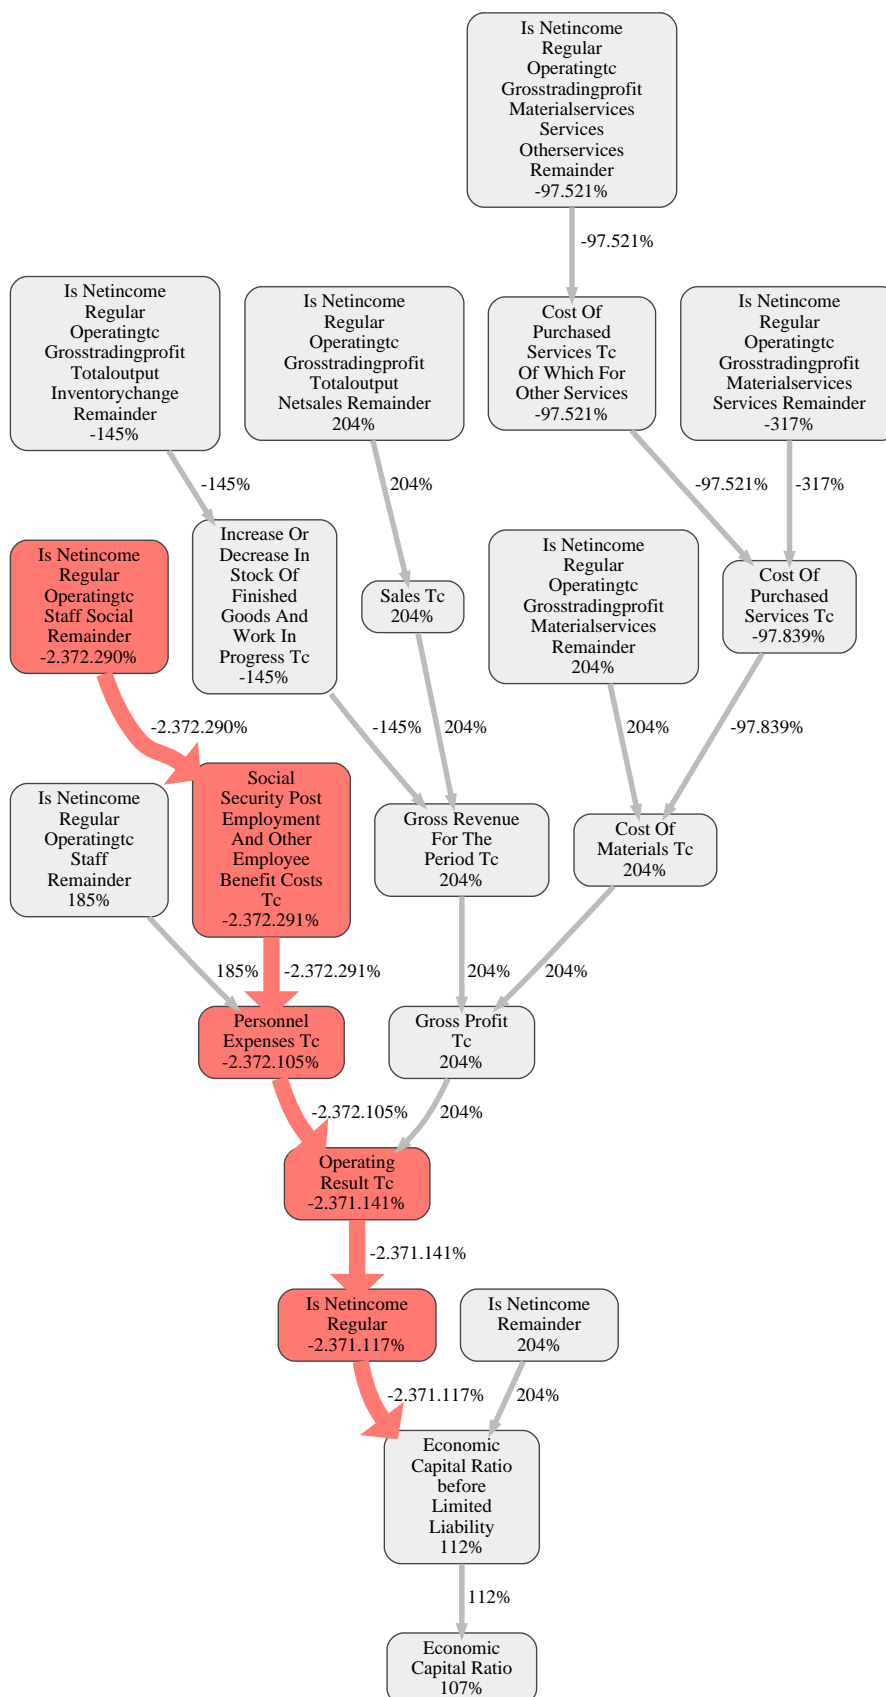 Is Netincome
Regular
Operatingtc
Grosstradingprofit
Materialservices
Services
Otherservices
Remainder
-97.521%
-97.521%
Is Netincome
Regular
Operatingtc
Grosstradingprofit
Totaloutput
Inventorychange
Remainder
-145%
Is Netincome
Regular
Operatingtc
Grosstradingprofit
Totaloutput
Netsales Remainder
204%
Cost Of
Purchased
Services Tc
Of Which For
Other Services
-97.521%
Is Netincome
Regular
Operatingtc
Grosstradingprofit
Materialservices
Services Remainder
-317%
-145%
204%
-97.521%
-317%
Is Netincome
Regular
Operatingtc
Staff Social
Remainder
-2.372.290%
Increase Or
Decrease In
Stock Of
Finished
Goods And
Work In
Progress Tc
-145%
Sales Tc
204%
Is Netincome
Regular
Operatingtc
Grosstradingprofit
Materialservices
Remainder
204%
Cost Of
Purchased
Services Tc
-97.839%
-2.372.290%
-145%
204%
204%
-97.839%
Is Netincome
Regular
Operatingtc
Staff
Remainder
185%
Social
Security Post
Employment
And Other
Employee
Benefit Costs
Tc
-2.372.291%
Gross Revenue
For The
Period Tc
204%
Cost Of
Materials Tc
204%
185%
-2.372.291%
204%
204%
Personnel
Expenses Tc
-2.372.105%
Gross Profit
Tc
204%
-2.372.105%
204%
Operating
Result Tc
-2.371.141%
-2.371.141%
Is Netincome
Regular
-2.371.117%
Is Netincome
Remainder
204%
-2.371.117%
204%
Economic
Capital Ratio
before
Limited
Liability
112%
112%
Economic
Capital Ratio
107%